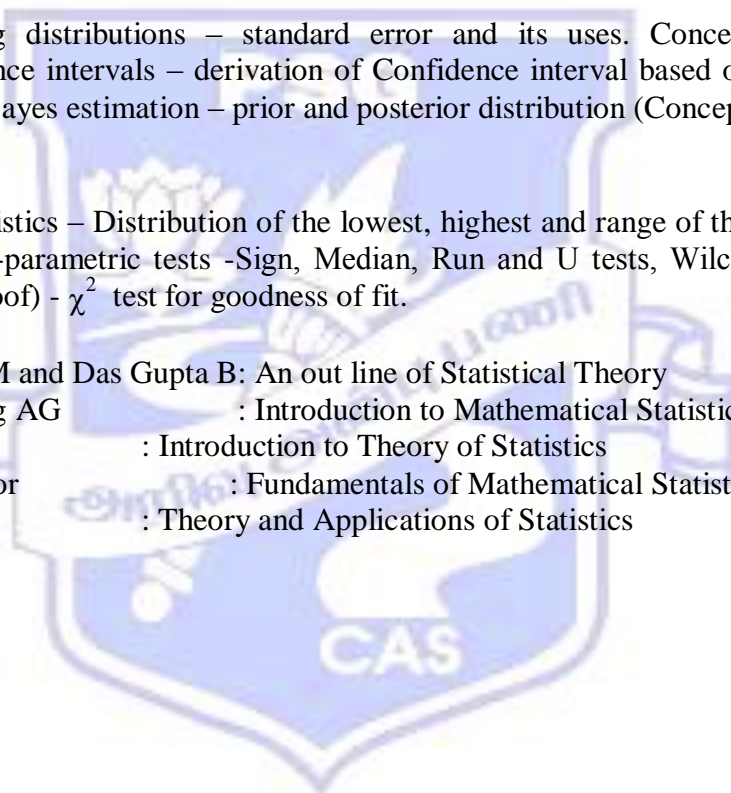 distributions – standard error and its uses. Conce
nce intervals – derivation of Confidence interval based o
ayes estimation – prior and posterior distribution (Concep
istics – Distribution of the lowest, highest and range of th
-parametric tests -Sign, Median, Run and U tests, Wilc
oof) - χ² test for goodness of fit.
M and Das Gupta B: An out line of Statistical Theory
g AG : Introduction to Mathematical Statistic
: Introduction to Theory of Statistics
or : Fundamentals of Mathematical Statist
: Theory and Applications of Statistics
PSG
CAS